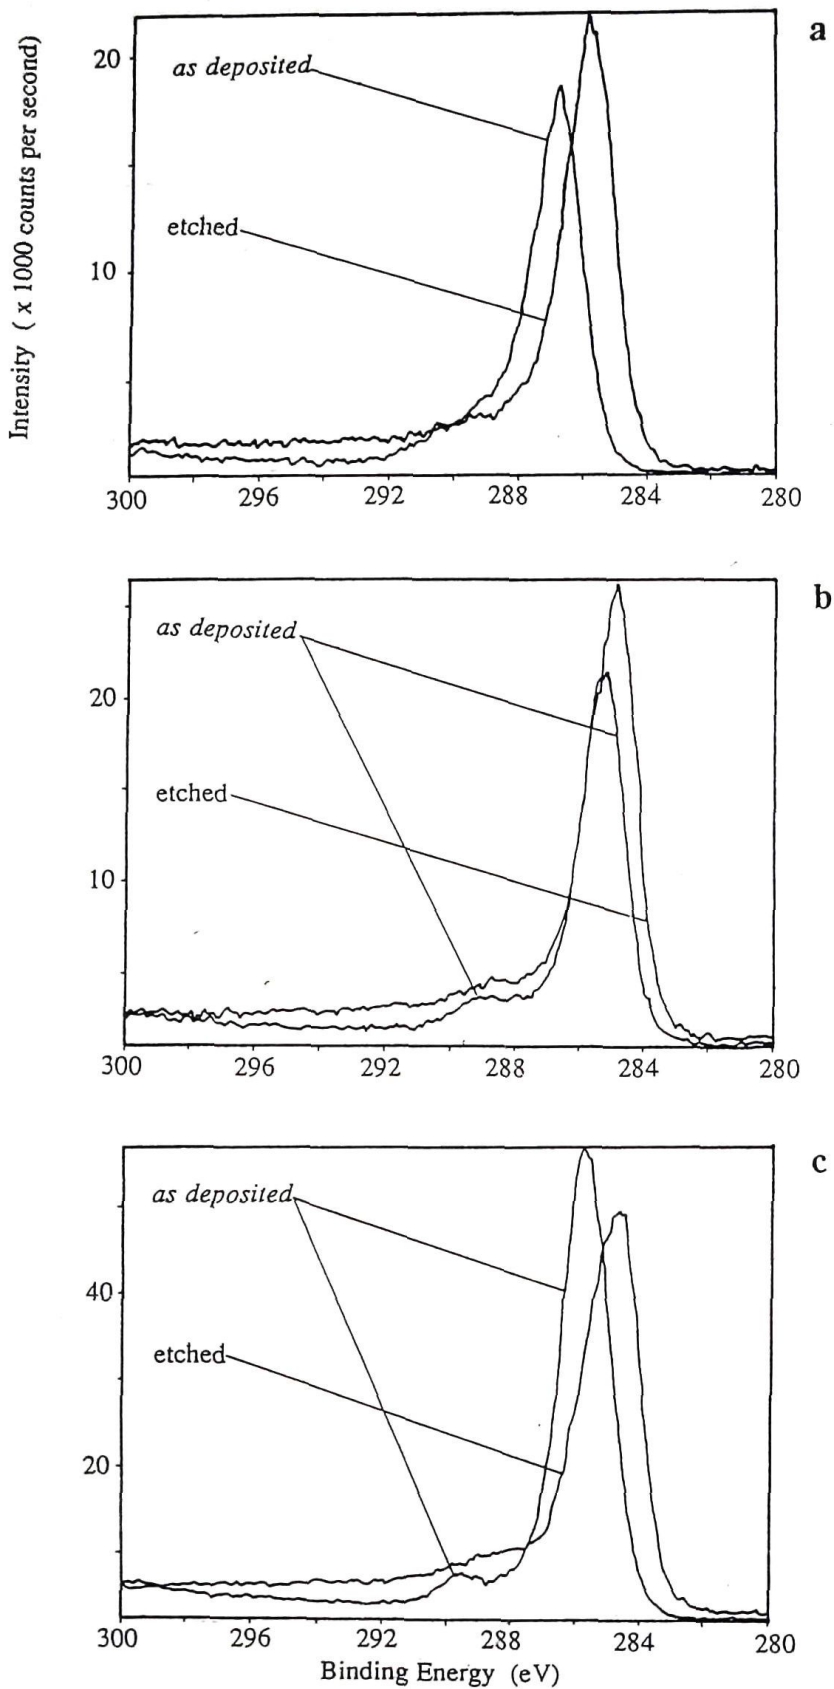 a
Intensity ( x 1000 counts per second)
20
10
as deposited
etched
300 296 292 288 284 280
b
20
10
as deposited
etched
300 296 292 288 284 280
c
40
20
as deposited
etched
300 296 292 288 284 280
Binding Energy (eV)